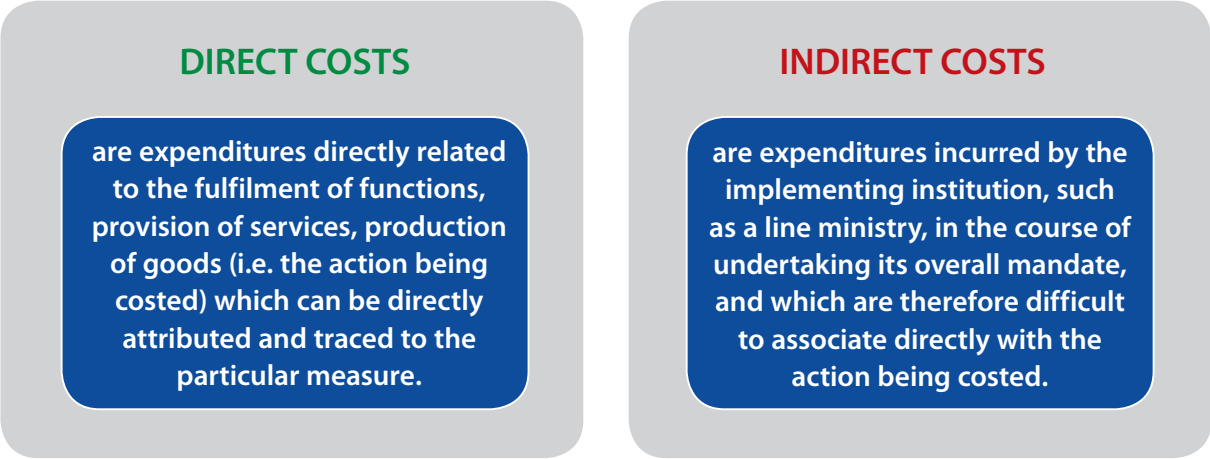 DIRECT COSTS
are expenditures directly related
to the fulfilment of functions,
provision of services, production
of goods (i.e. the action being
costed) which can be directly
attributed and traced to the
particular measure.
INDIRECT COSTS
are expenditures incurred by the
implementing institution, such
as a line ministry, in the course of
undertaking its overall mandate,
and which are therefore difficult
to associate directly with the
action being costed.